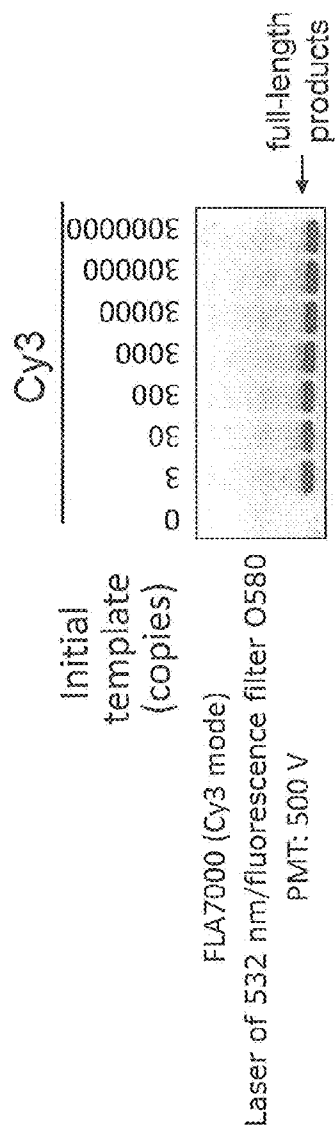 Cy3
Initial
template
(copies)
0
3
30
300
3000
30000
300000
3000000
full-length
products
FLA7000 (Cy3 mode)
Laser of 532 nm/fluorescence filter O580
PMT: 500 V